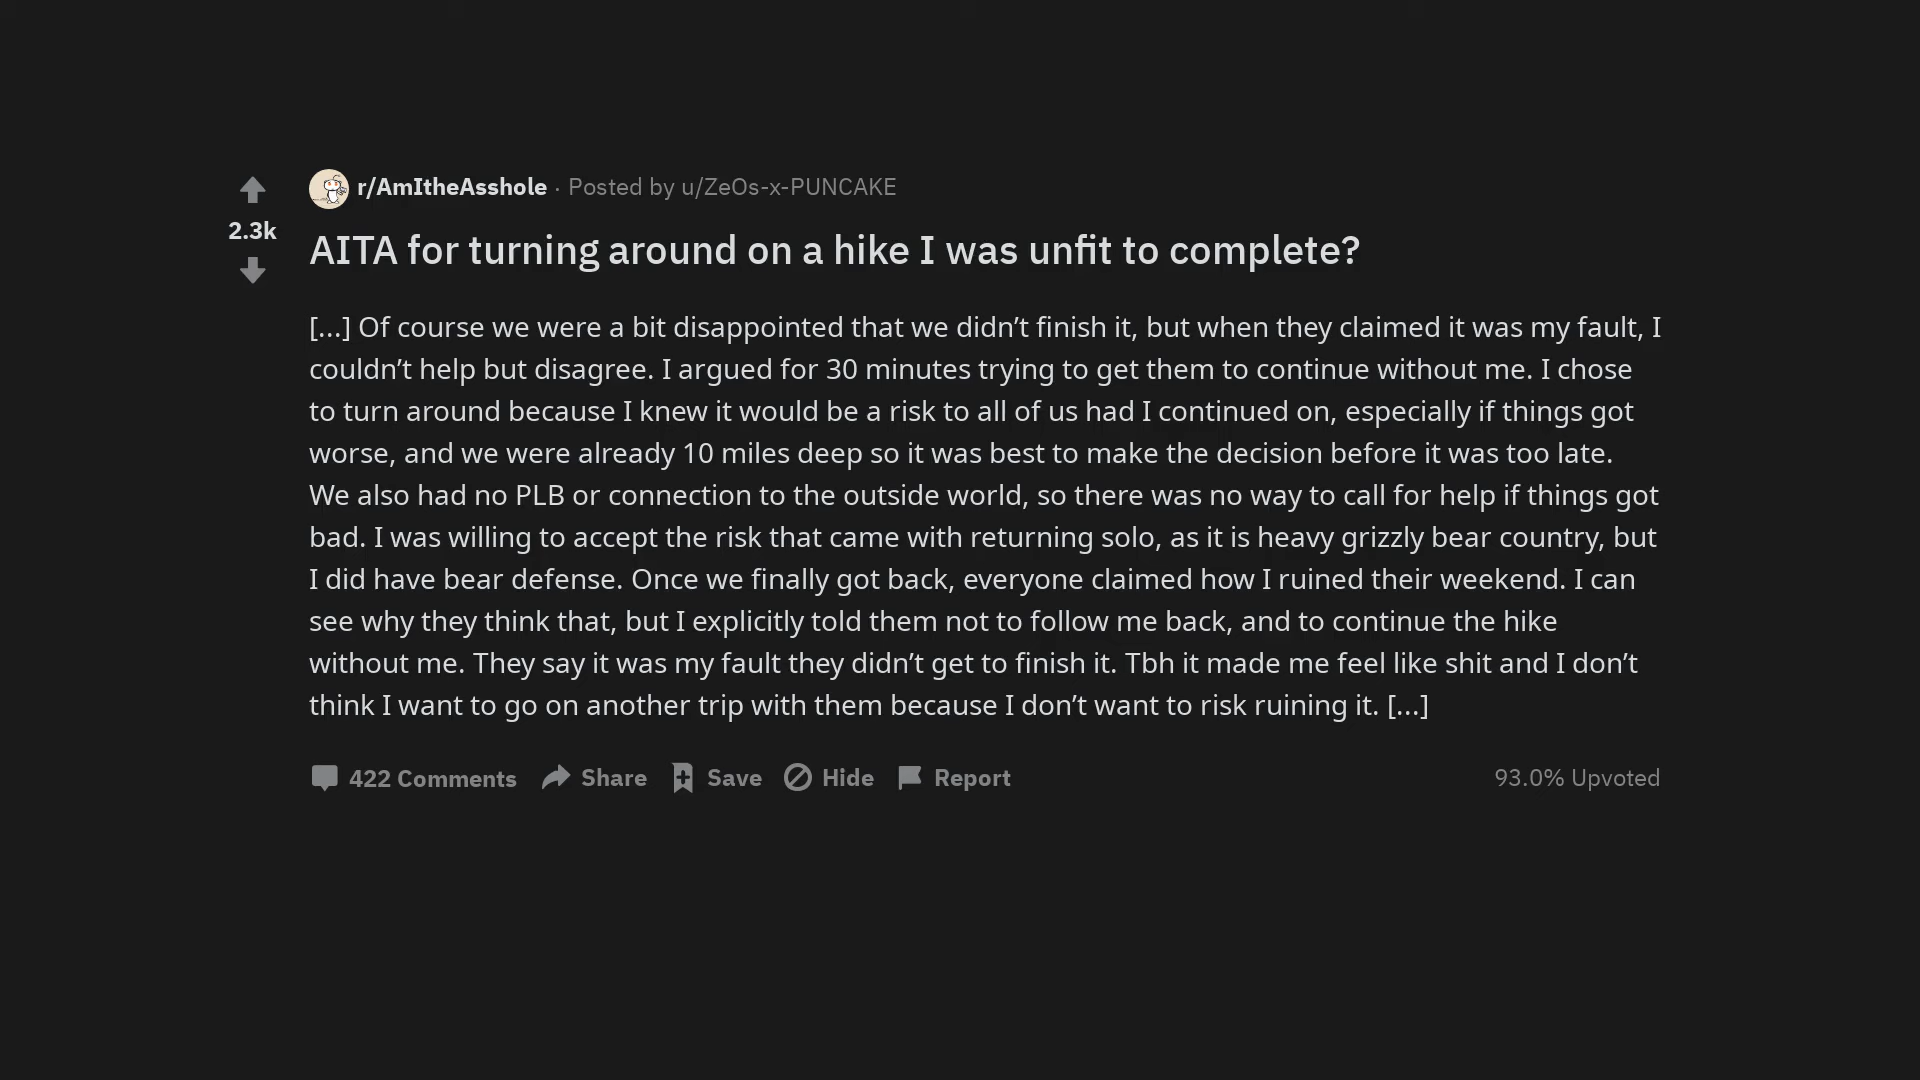 r/AmItheAsshole · Posted by u/ZeOs-x-PUNCAKE
2.3k
AITA for turning around on a hike I was unfit to complete?
[...] Of course we were a bit disappointed that we didn’t finish it, but when they claimed it was my fault, I
couldn’t help but disagree. I argued for 30 minutes trying to get them to continue without me. I chose
to turn around because I knew it would be a risk to all of us had I continued on, especially if things got
worse, and we were already 10 miles deep so it was best to make the decision before it was too late.
We also had no PLB or connection to the outside world, so there was no way to call for help if things got
bad. I was willing to accept the risk that came with returning solo, as it is heavy grizzly bear country, but
I did have bear defense. Once we finally got back, everyone claimed how I ruined their weekend. I can
see why they think that, but I explicitly told them not to follow me back, and to continue the hike
without me. They say it was my fault they didn’t get to finish it. Tbh it made me feel like shit and I don’t
think I want to go on another trip with them because I don’t want to risk ruining it. [...]
422 Comments Share Save Hide Report 93.0% Upvoted